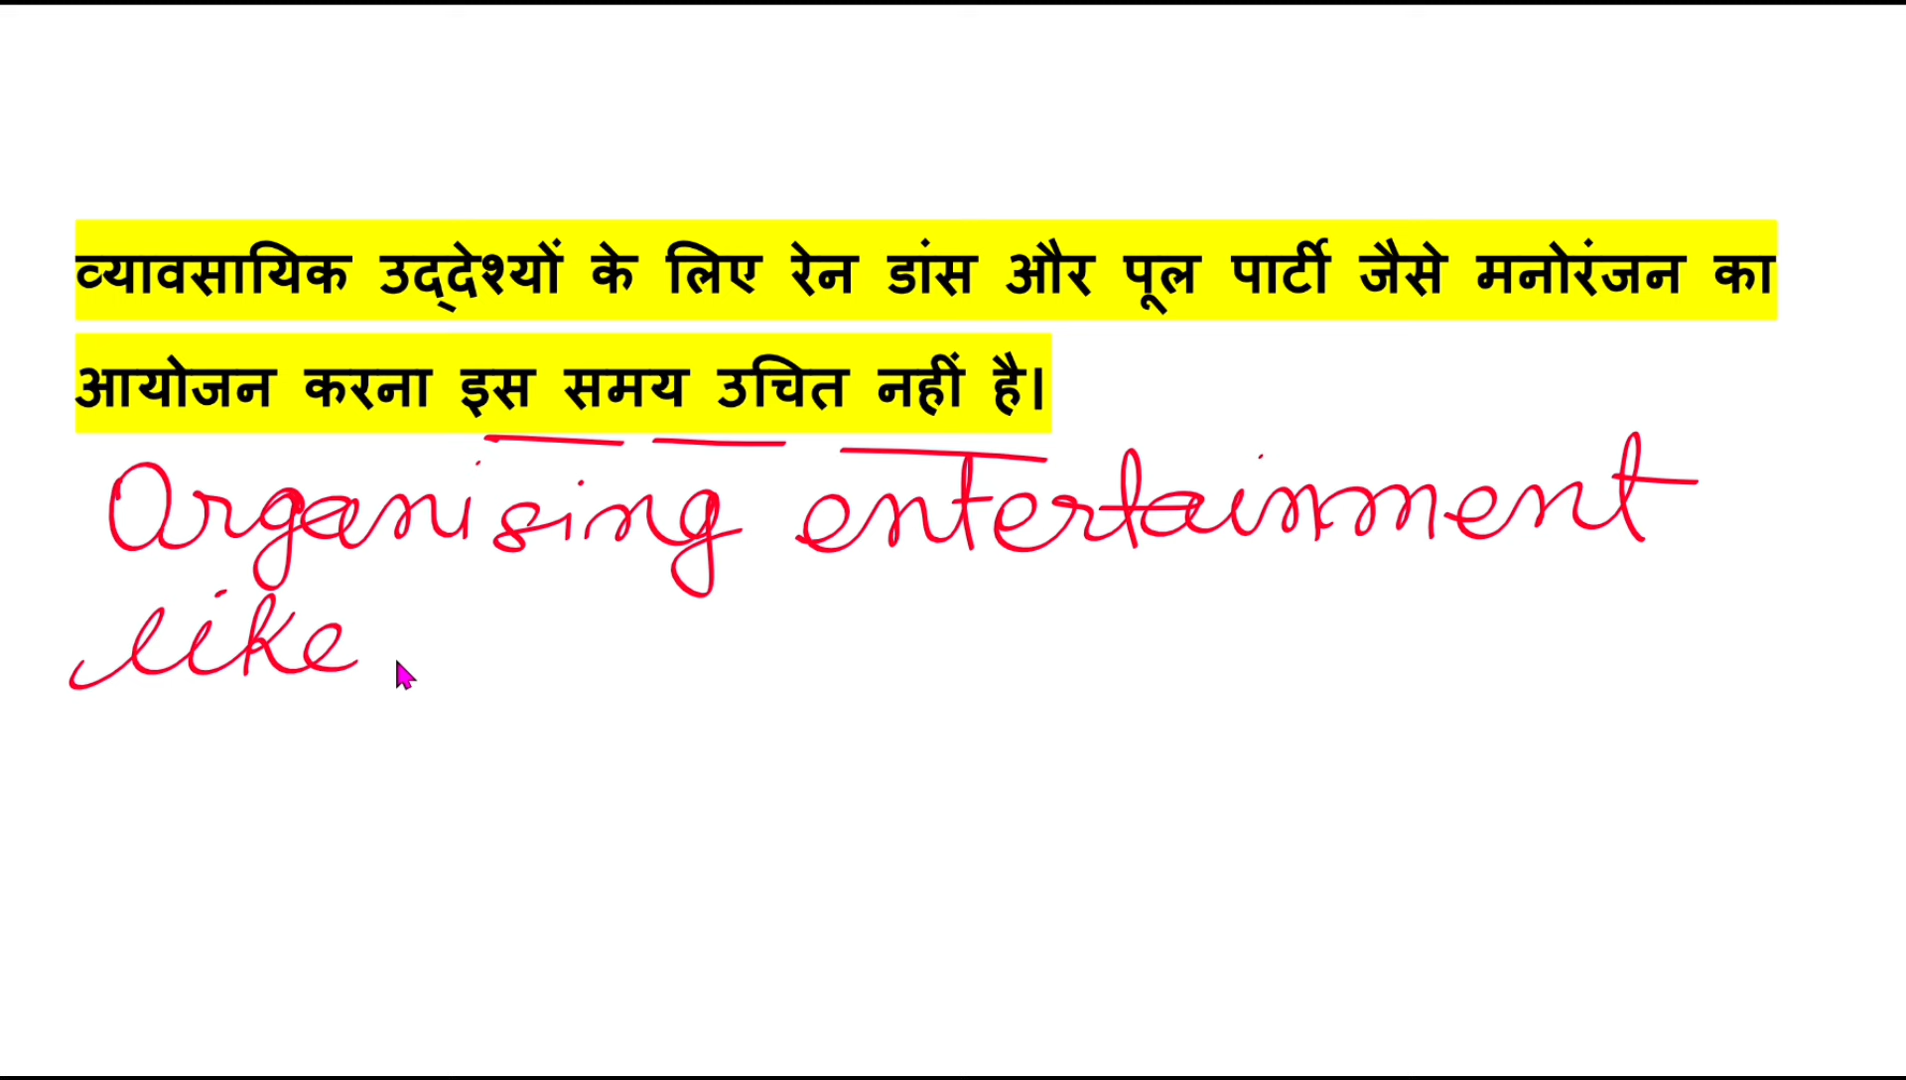 व्यावसायिक उद्देश्यों के लिए रेन डांस और पूल पार्टी जैसे मनोरंजन का
आयोजन करना इस समय उचित नहीं है।
Organising entertainment
like